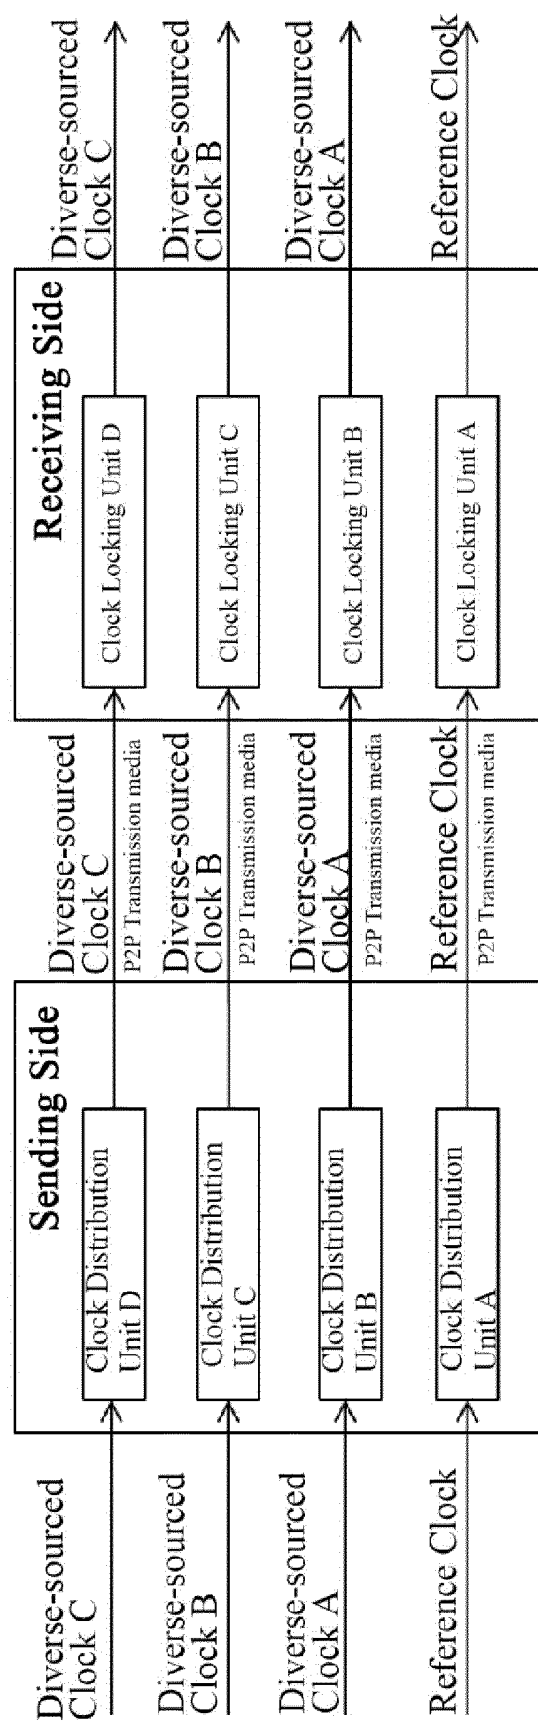 Sending Side
Receiving Side
Diverse-sourced
Clock C
Clock Distribution
Unit D
Diverse-sourced
Clock C
P2P Transmission media
Clock Locking Unit D
Diverse-sourced
Clock C
Diverse-sourced
Clock B
Clock Distribution
Unit C
Diverse-sourced
Clock B
P2P Transmission media
Clock Locking Unit C
Diverse-sourced
Clock B
Diverse-sourced
Clock A
Clock Distribution
Unit B
Diverse-sourced
Clock A
P2P Transmission media
Clock Locking Unit B
Diverse-sourced
Clock A
Reference Clock
Clock Distribution
Unit A
Reference Clock
P2P Transmission media
Clock Locking Unit A
Reference Clock